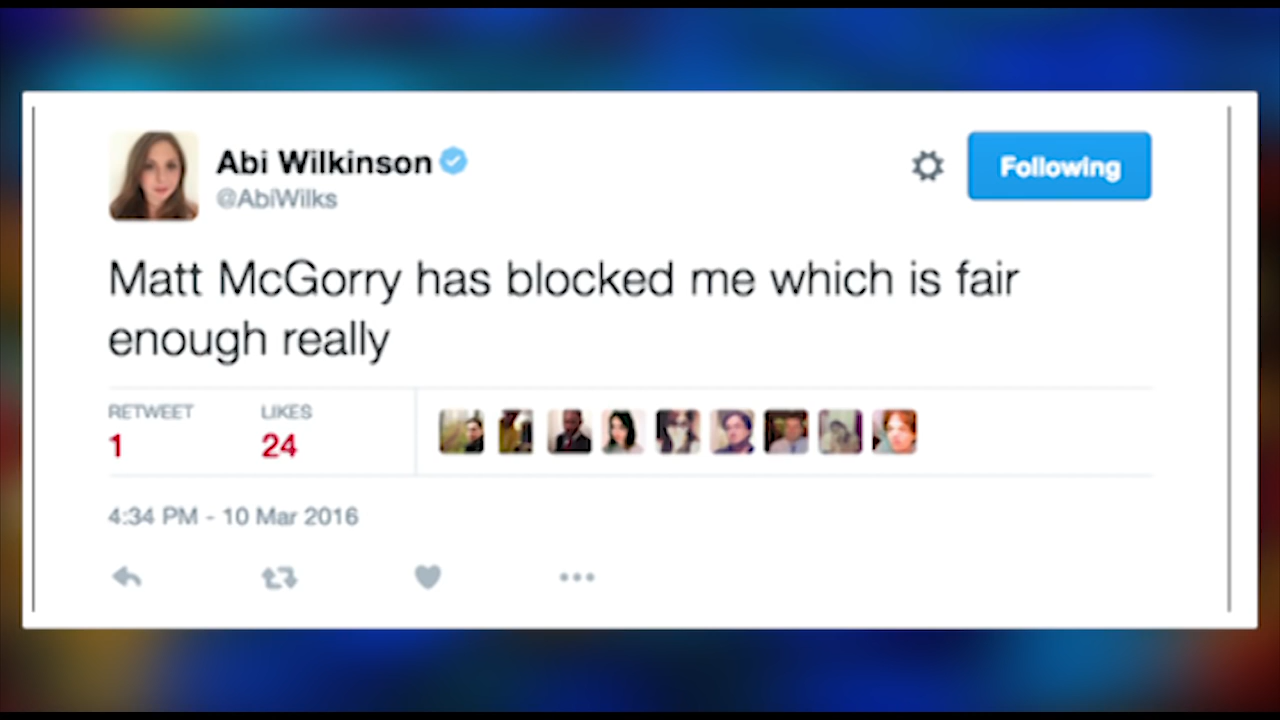 Abi Wilkinson
@AbiWilks
Following
Matt McGorry has blocked me which is fair
enough really
RETWEET LIKES
1 24
4:34 PM - 10 Mar 2016